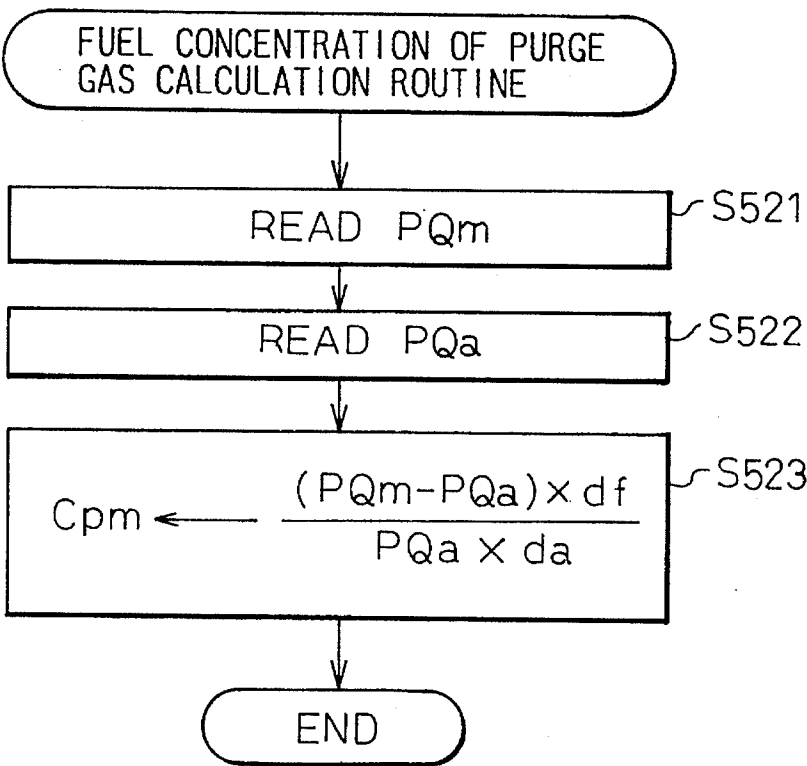 FUEL CONCENTRATION OF PURGE
GAS CALCULATION ROUTINE
READ PQm
S521
READ PQa
S522
Cpm ← (PQm-PQa)×df
PQa × da
S523
END